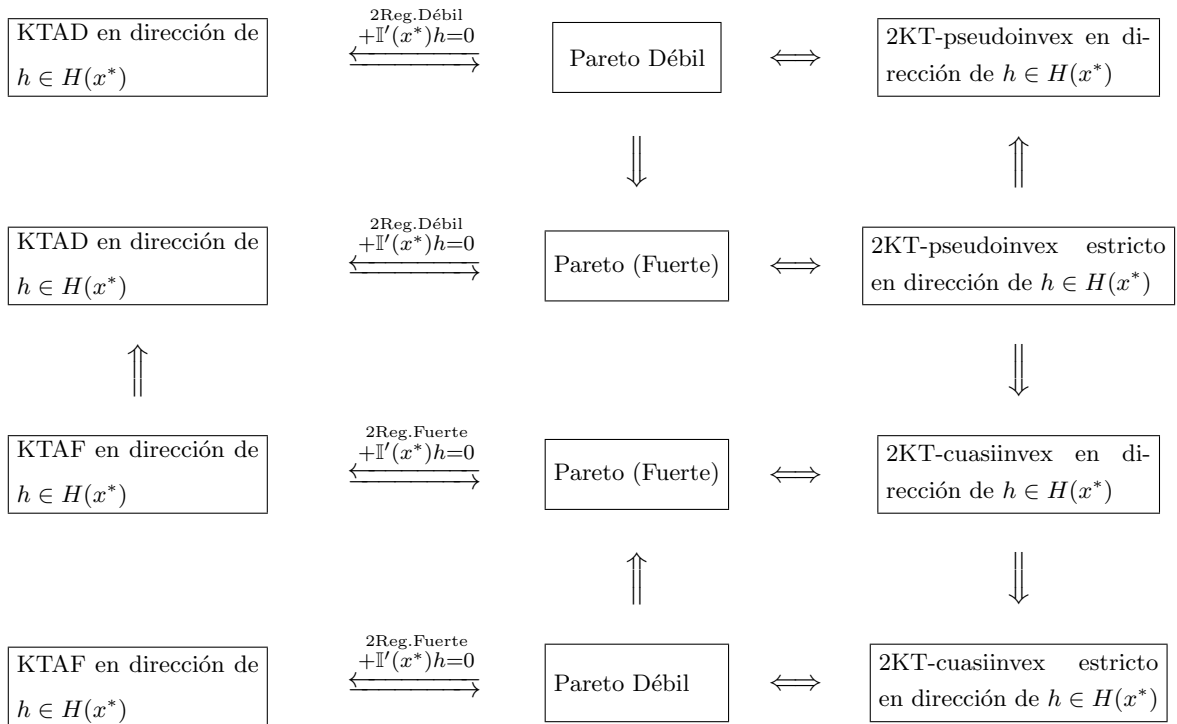 KTAD en dirección de
h ∈ H(x*)
2Reg.Débil
+𝕀′(x*)h=0
Pareto Débil
⟺
2KT-pseudoinvex en di-
rección de h ∈ H(x*)
KTAD en dirección de
h ∈ H(x*)
2Reg.Débil
+𝕀′(x*)h=0
Pareto (Fuerte)
⟺
2KT-pseudoinvex estricto
en dirección de h ∈ H(x*)
KTAF en dirección de
h ∈ H(x*)
2Reg.Fuerte
+𝕀′(x*)h=0
Pareto (Fuerte)
⟺
2KT-cuasiinvex en di-
rección de h ∈ H(x*)
KTAF en dirección de
h ∈ H(x*)
2Reg.Fuerte
+𝕀′(x*)h=0
Pareto Débil
⟺
2KT-cuasiinvex estricto
en dirección de h ∈ H(x*)